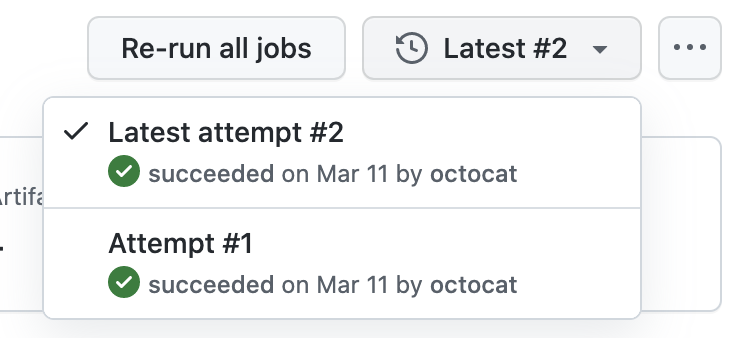 Re-run all jobs
Latest #2
Latest attempt #2
succeeded on Mar 11 by octocat
Attempt #1
succeeded on Mar 11 by octocat